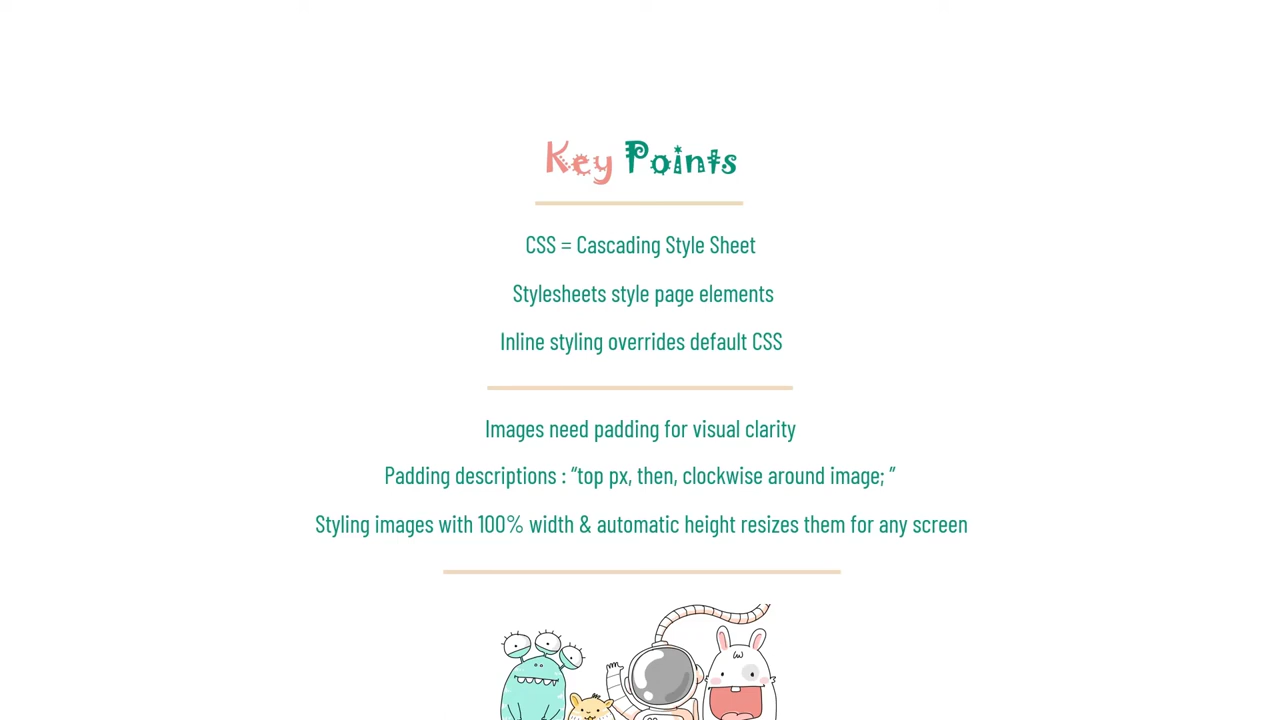 Key Points
CSS = Cascading Style Sheet
Stylesheets style page elements
Inline styling overrides default CSS
Images need padding for visual clarity
Padding descriptions : “top px, then, clockwise around image; ”
Styling images with 100% width & automatic height resizes them for any screen